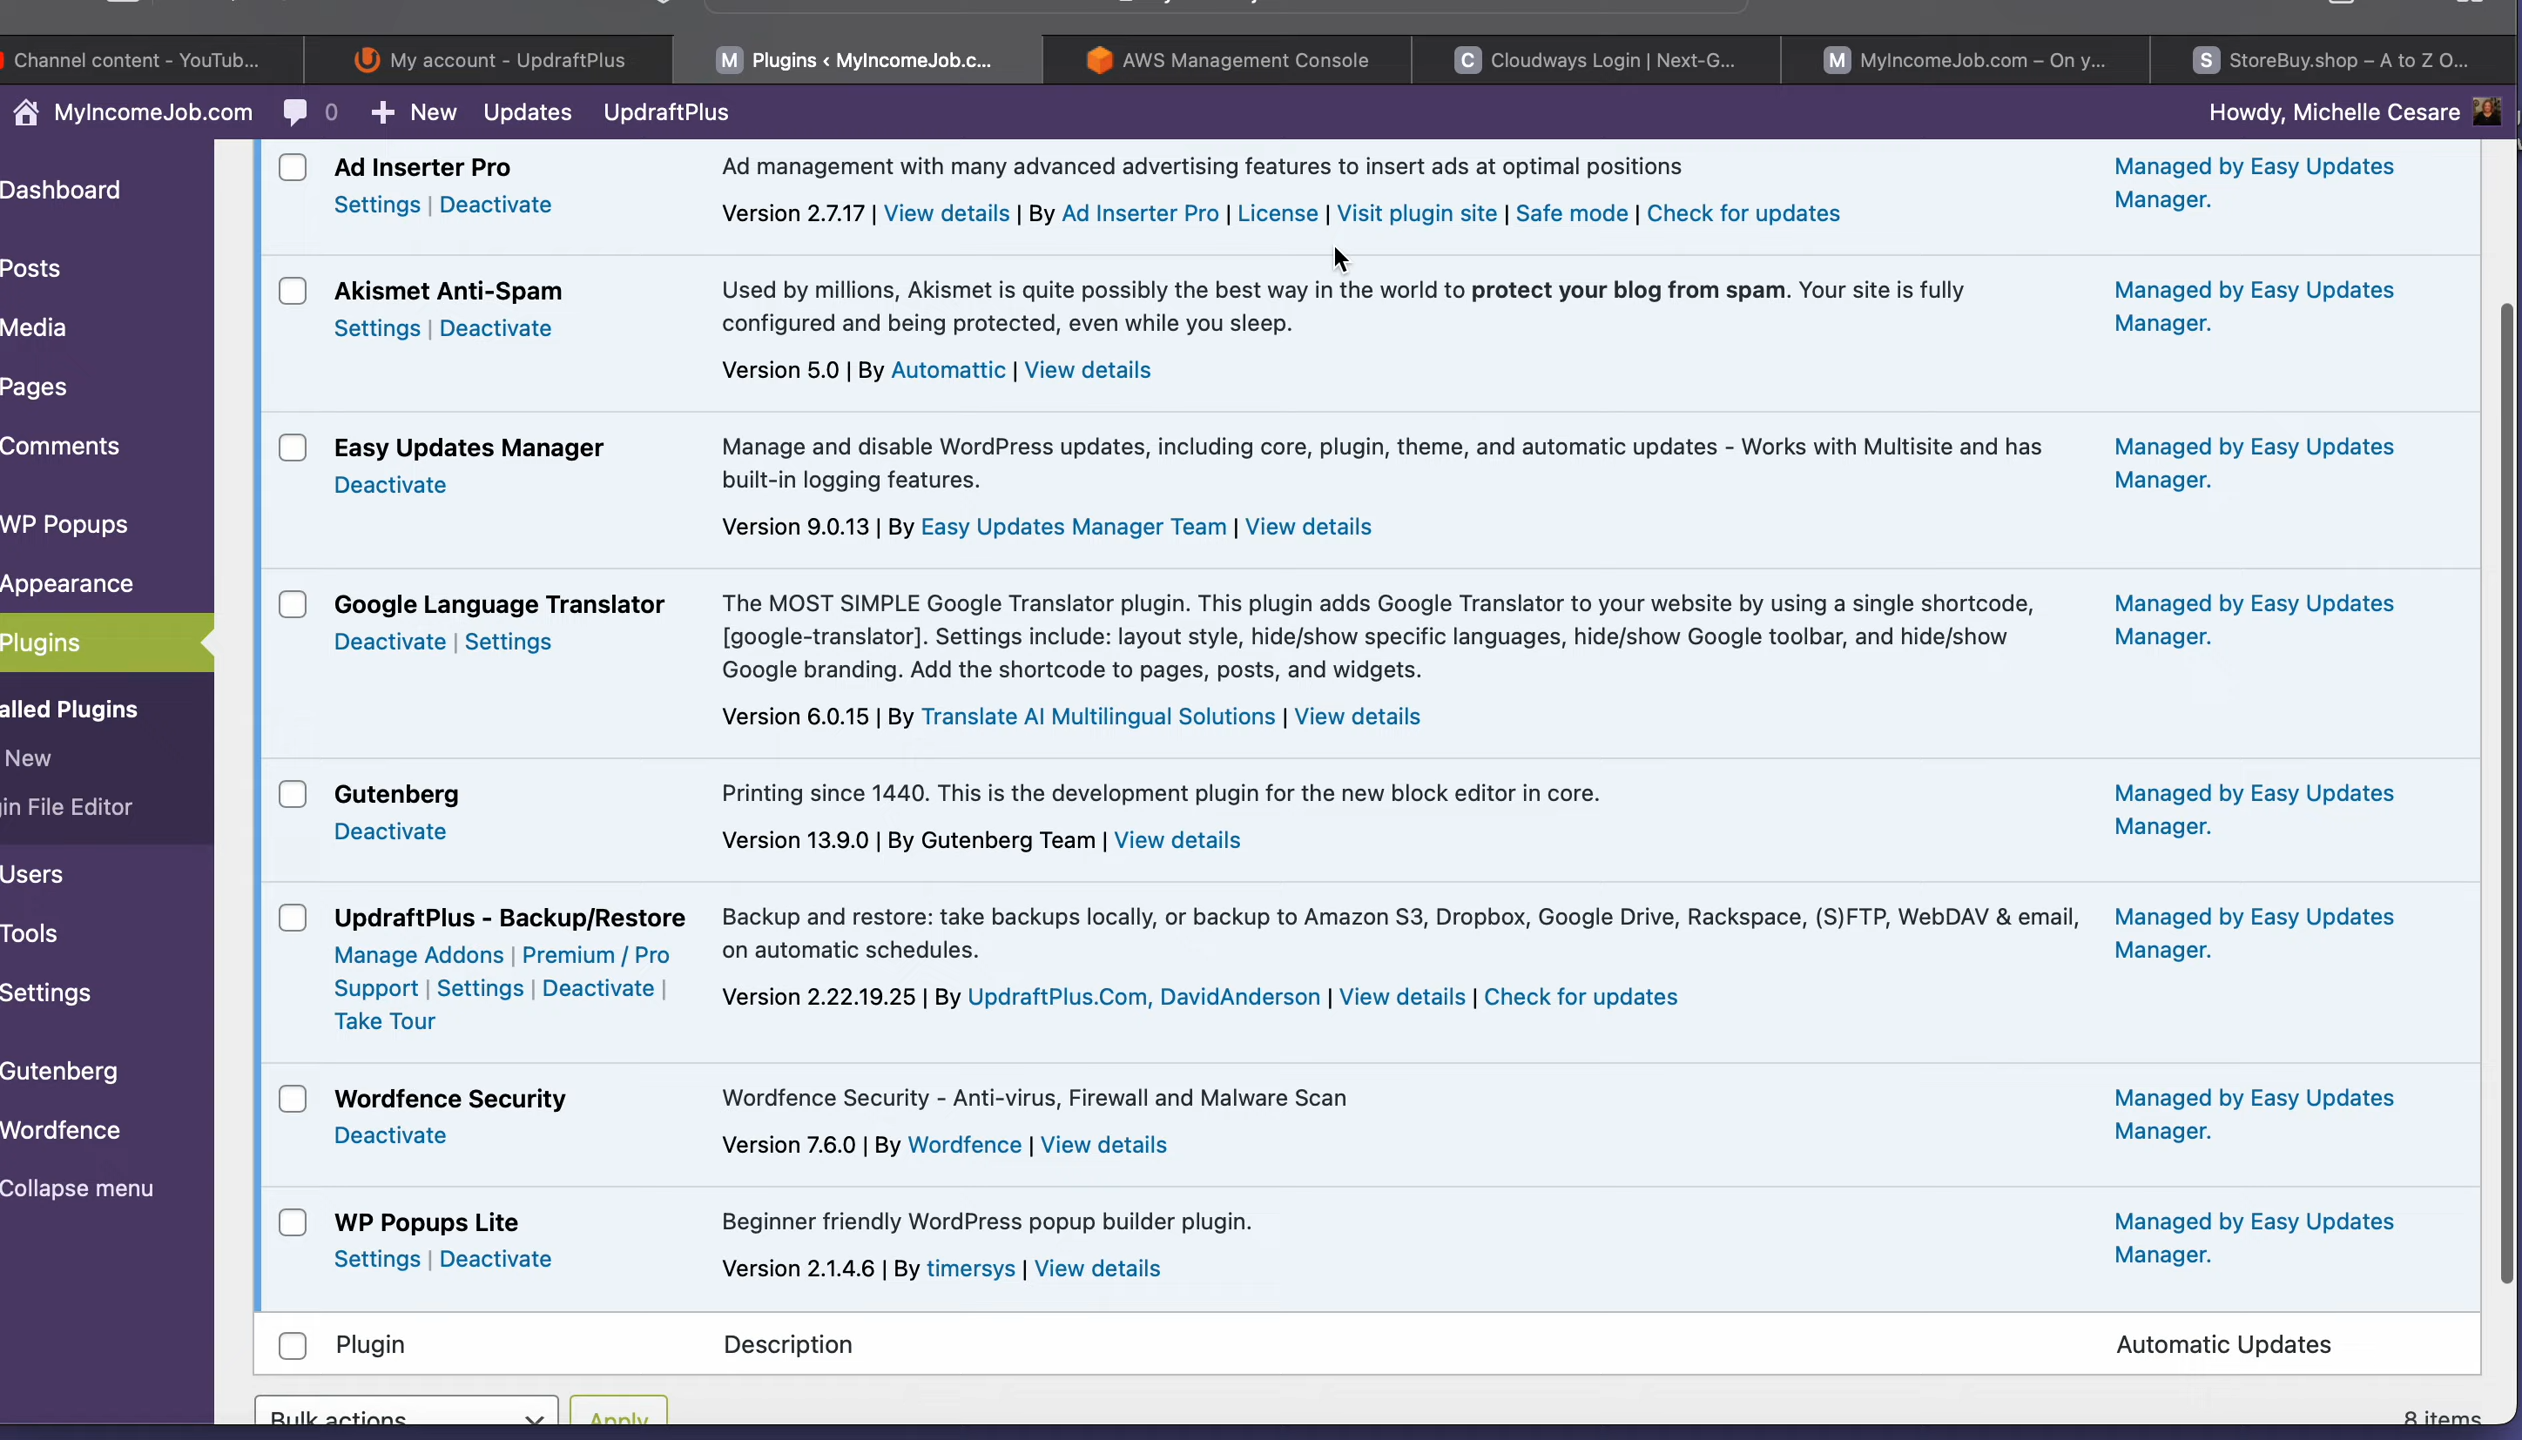 Channel content - YouTub...
My account - UpdraftPlus
M Plugins < MyIncomeJob.c...
AWS Management Console
C Cloudways Login | Next-G...
M MyIncomeJob.com – On y...
S StoreBuy.shop – A to Z O...
MyIncomeJob.com 0 + New Updates UpdraftPlus
Howdy, Michelle Cesare
Dashboard
Posts
Media
Pages
Comments
WP Popups
Appearance
Plugins
alled Plugins
New
in File Editor
Users
Tools
Settings
Gutenberg
Wordfence
Collapse menu
Ad Inserter Pro
Settings | Deactivate
Ad management with many advanced advertising features to insert ads at optimal positions
Version 2.7.17 | View details | By Ad Inserter Pro | License | Visit plugin site | Safe mode | Check for updates
Managed by Easy Updates
Manager.
Akismet Anti-Spam
Settings | Deactivate
Used by millions, Akismet is quite possibly the best way in the world to protect your blog from spam. Your site is fully
configured and being protected, even while you sleep.
Version 5.0 | By Automattic | View details
Managed by Easy Updates
Manager.
Easy Updates Manager
Deactivate
Manage and disable WordPress updates, including core, plugin, theme, and automatic updates - Works with Multisite and has
built-in logging features.
Version 9.0.13 | By Easy Updates Manager Team | View details
Managed by Easy Updates
Manager.
Google Language Translator
Deactivate | Settings
The MOST SIMPLE Google Translator plugin. This plugin adds Google Translator to your website by using a single shortcode,
[google-translator]. Settings include: layout style, hide/show specific languages, hide/show Google toolbar, and hide/show
Google branding. Add the shortcode to pages, posts, and widgets.
Version 6.0.15 | By Translate AI Multilingual Solutions | View details
Managed by Easy Updates
Manager.
Gutenberg
Deactivate
Printing since 1440. This is the development plugin for the new block editor in core.
Version 13.9.0 | By Gutenberg Team | View details
Managed by Easy Updates
Manager.
UpdraftPlus - Backup/Restore
Manage Addons | Premium / Pro
Support | Settings | Deactivate |
Take Tour
Backup and restore: take backups locally, or backup to Amazon S3, Dropbox, Google Drive, Rackspace, (S)FTP, WebDAV & email,
on automatic schedules.
Version 2.22.19.25 | By UpdraftPlus.Com, DavidAnderson | View details | Check for updates
Managed by Easy Updates
Manager.
Wordfence Security
Deactivate
Wordfence Security - Anti-virus, Firewall and Malware Scan
Version 7.6.0 | By Wordfence | View details
Managed by Easy Updates
Manager.
WP Popups Lite
Settings | Deactivate
Beginner friendly WordPress popup builder plugin.
Version 2.1.4.6 | By timersys | View details
Managed by Easy Updates
Manager.
Plugin
Description
Automatic Updates
Bulk actions
Apply
8 items